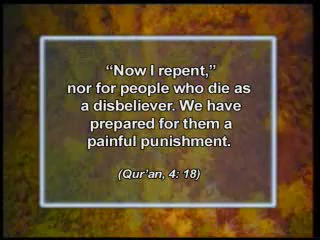 “Now I repent,”
nor for people who die as
a disbeliever. We have
prepared for them a
painful punishment.
(Qur’an, 4: 18)